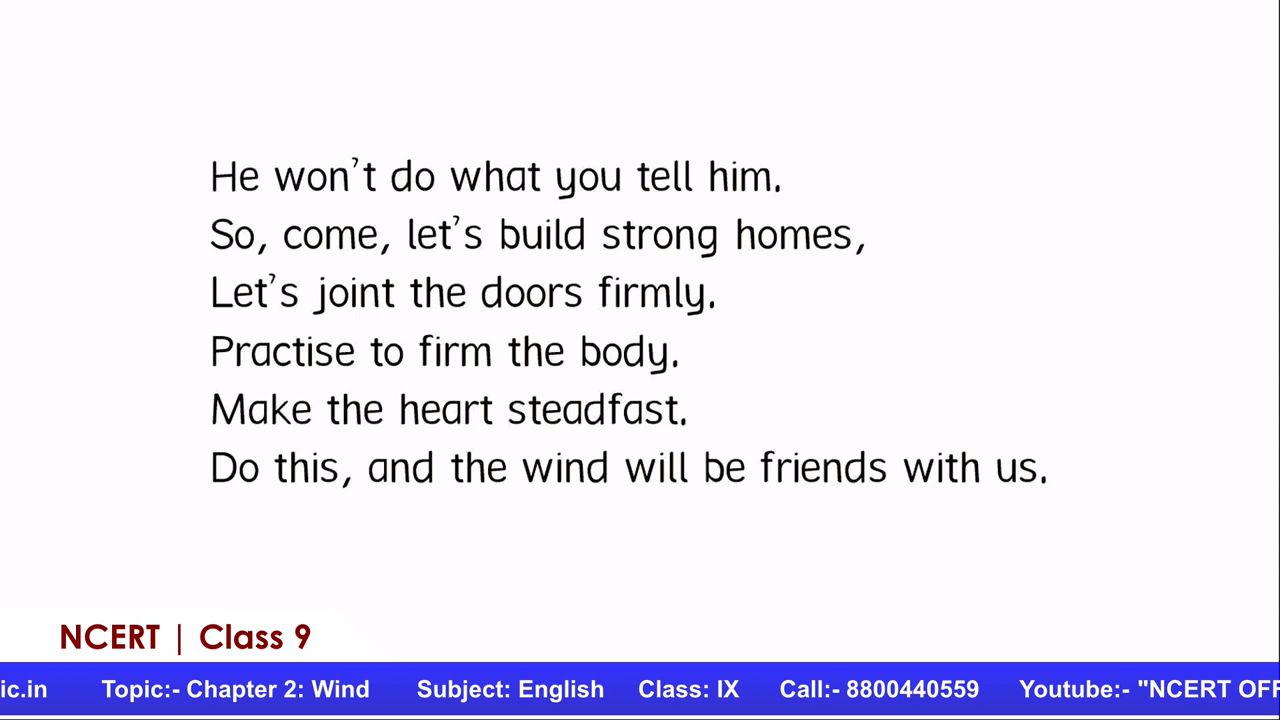 He won't do what you tell him.
So, come, let's build strong homes,
Let's joint the doors firmly.
Practise to firm the body.
Make the heart steadfast.
Do this, and the wind will be friends with us.
NCERT | Class 9
ic.in Topic:- Chapter 2: Wind Subject: English Class: IX Call:- 8800440559 Youtube:- "NCERT OFF